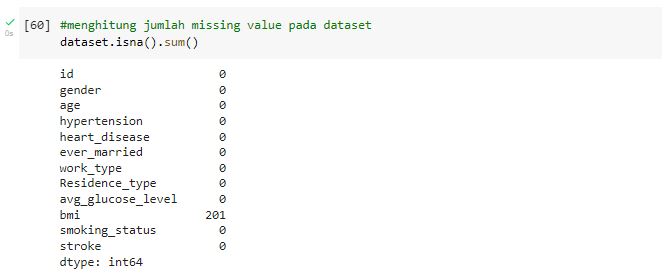 [60] #menghitung jumlah missing value pada dataset
0s dataset.isna().sum()
id 0
gender 0
age 0
hypertension 0
heart_disease 0
ever_married 0
work_type 0
Residence_type 0
avg_glucose_level 0
bmi 201
smoking_status 0
stroke 0
dtype: int64